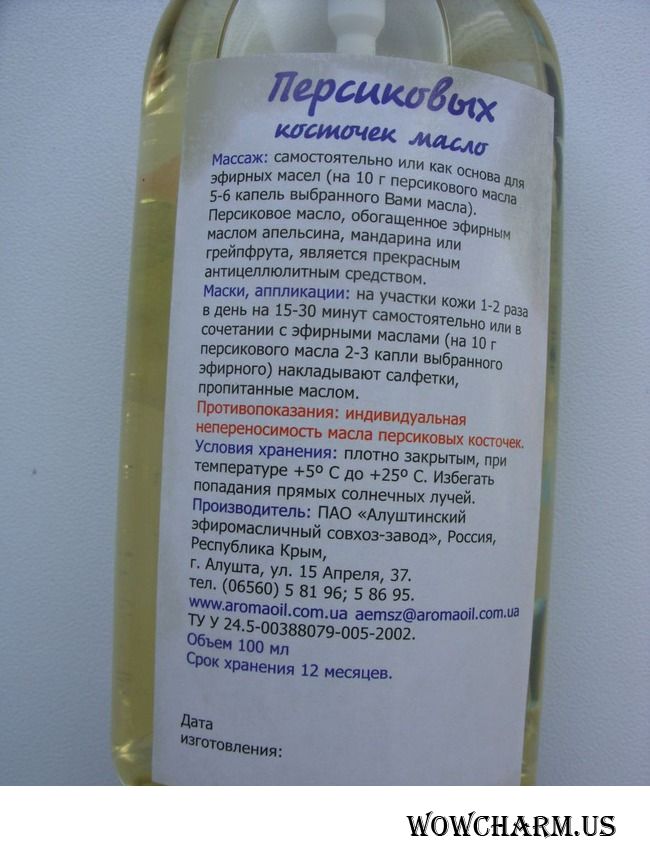 Персиковых
косточек масло
Массаж: самостоятельно или как основа для
эфирных масел (на 10 г персикового масла
5-6 капель выбранного Вами масла).
Персиковое масло, обогащенное эфирным
маслом апельсина, мандарина или
грейпфрута, является прекрасным
антицеллюлитным средством.
Маски, аппликации: на участки кожи 1-2 раза
в день на 15-30 минут самостоятельно или в
сочетании с эфирными маслами (на 10 г
персикового масла 2-3 капли выбранного
эфирного) накладывают салфетки,
пропитанные маслом.
Противопоказания: индивидуальная
непереносимость масла персиковых косточек.
Условия хранения: плотно закрытым, при
температуре +5º С до +25º С. Избегать
попадания прямых солнечных лучей.
Производитель: ПАО «Алуштинский
эфиромасличный совхоз-завод», Россия,
Республика Крым,
г. Алушта, ул. 15 Апреля, 37.
тел. (06560) 5 81 96; 5 86 95.
www.aromaoil.com.ua aemsz@aromaoil.com.ua
ТУ У 24.5-00388079-005-2002.
Объем 100 мл
Срок хранения 12 месяцев.
Дата
изготовления:
WOWCHARM.US